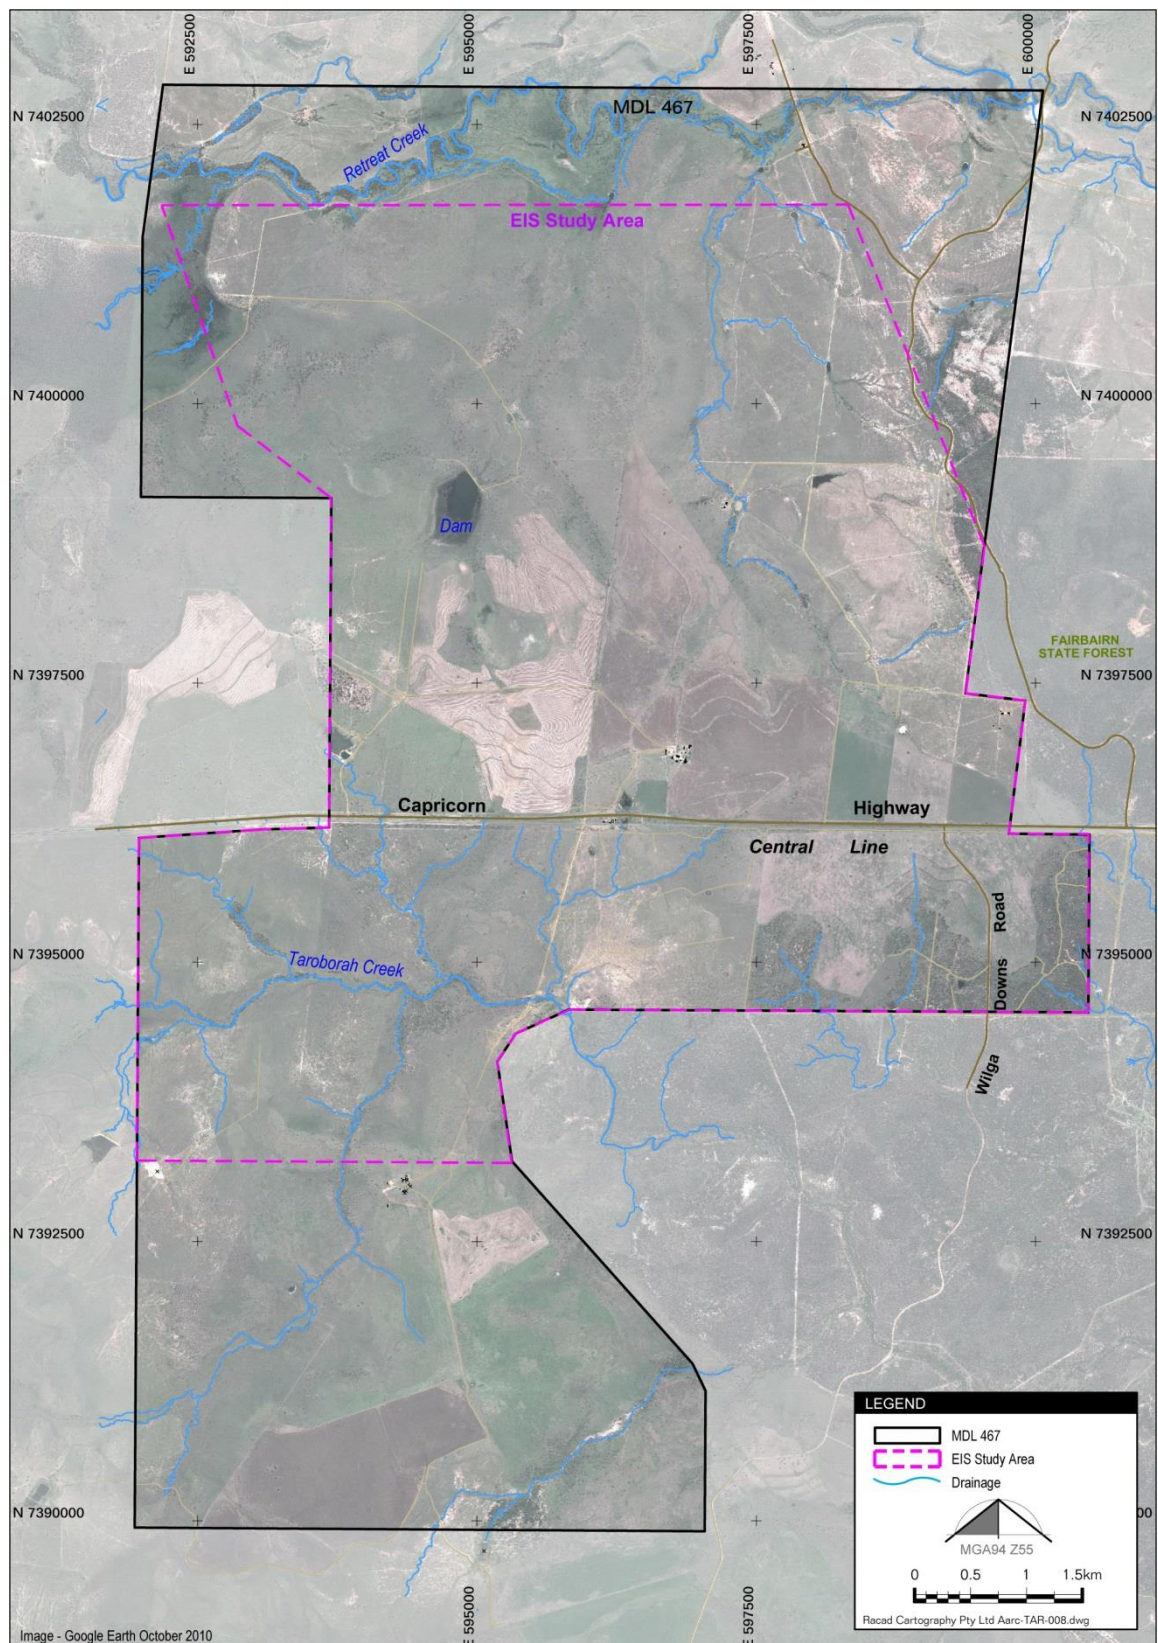 E 592500
E 595000
E 597500
E 600000
N 7402500
MDL 467
N 7402500
Retreat Creek
EIS Study Area
N 7400000
N 7400000
Dam
FAIRBAIRN
STATE FOREST
N 7397500
N 7397500
Capricorn
Highway
Central Line
Road
N 7395000
Taroborah Creek
N 7395000
Downs
Wilga
N 7392500
N 7392500
N 7390000
00
LEGEND
MDL 467
EIS Study Area
Drainage
MGA94 Z55
0 0.5 1 1.5km
Racad Cartography Pty Ltd Aarc-TAR-008.dwg
E 595000
E 597500
Image - Google Earth October 2010